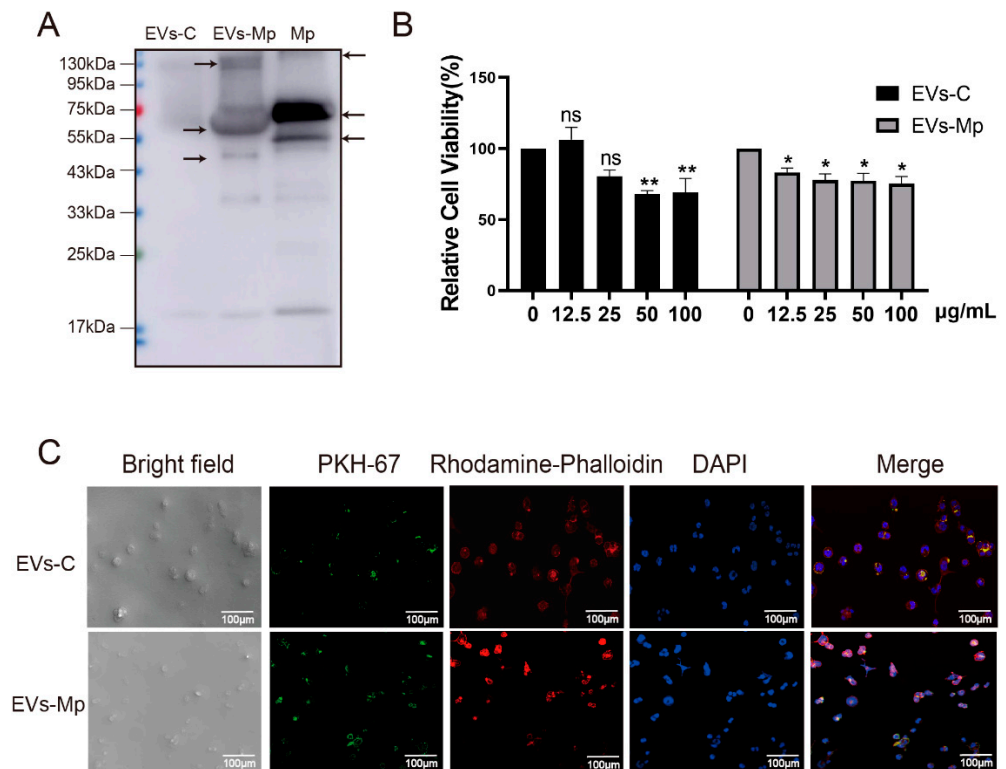 A
EVs-C EVs-Mp Mp
130kDa
95kDa
75kDa
55kDa
43kDa
33kDa
25kDa
17kDa
B
Relative Cell Viability(%)
150
100
50
0
ns
ns
**
**
*
*
*
*
EVs-C
EVs-Mp
0 12.5 25 50 100 0 12.5 25 50 100 µg/mL
C
Bright field PKH-67 Rhodamine-Phalloidin DAPI Merge
EVs-C
100µm 100µm 100µm 100µm 100µm
EVs-Mp
100µm 100µm 100µm 100µm 100µm